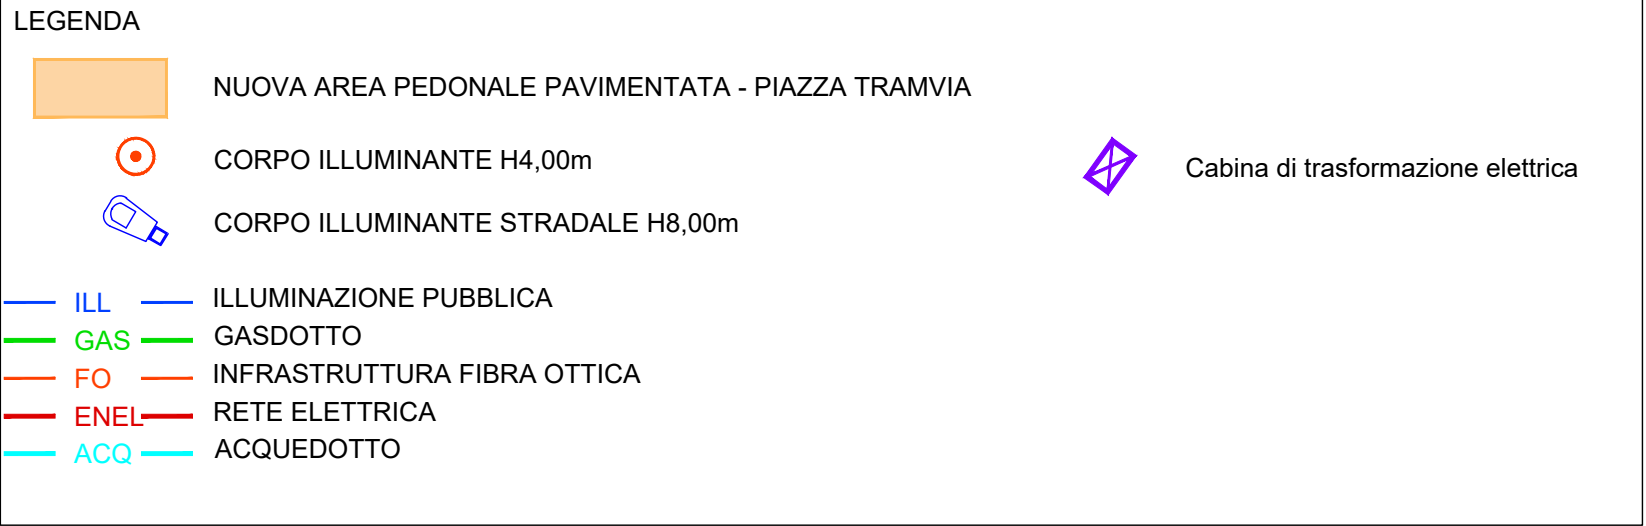 LEGENDA
NUOVA AREA PEDONALE PAVIMENTATA - PIAZZA TRAMVIA
CORPO ILLUMINANTE H4,00m
Cabina di trasformazione elettrica
CORPO ILLUMINANTE STRADALE H8,00m
ILL ILLUMINAZIONE PUBBLICA
GAS GASDOTTO
FO INFRASTRUTTURA FIBRA OTTICA
ENEL RETE ELETTRICA
ACQ ACQUEDOTTO